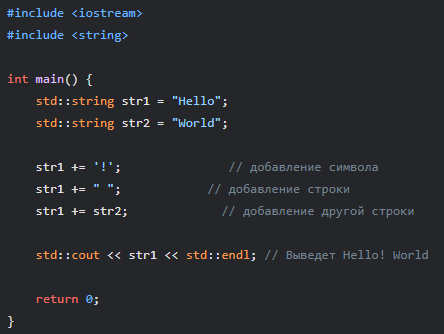 #include <iostream>
#include <string>
int main() {
std::string str1 = "Hello";
std::string str2 = "World";
str1 += '!'; // добавление символа
str1 += " "; // добавление строки
str1 += str2; // добавление другой строки
std::cout << str1 << std::endl; // Выведет Hello! World
return 0;
}